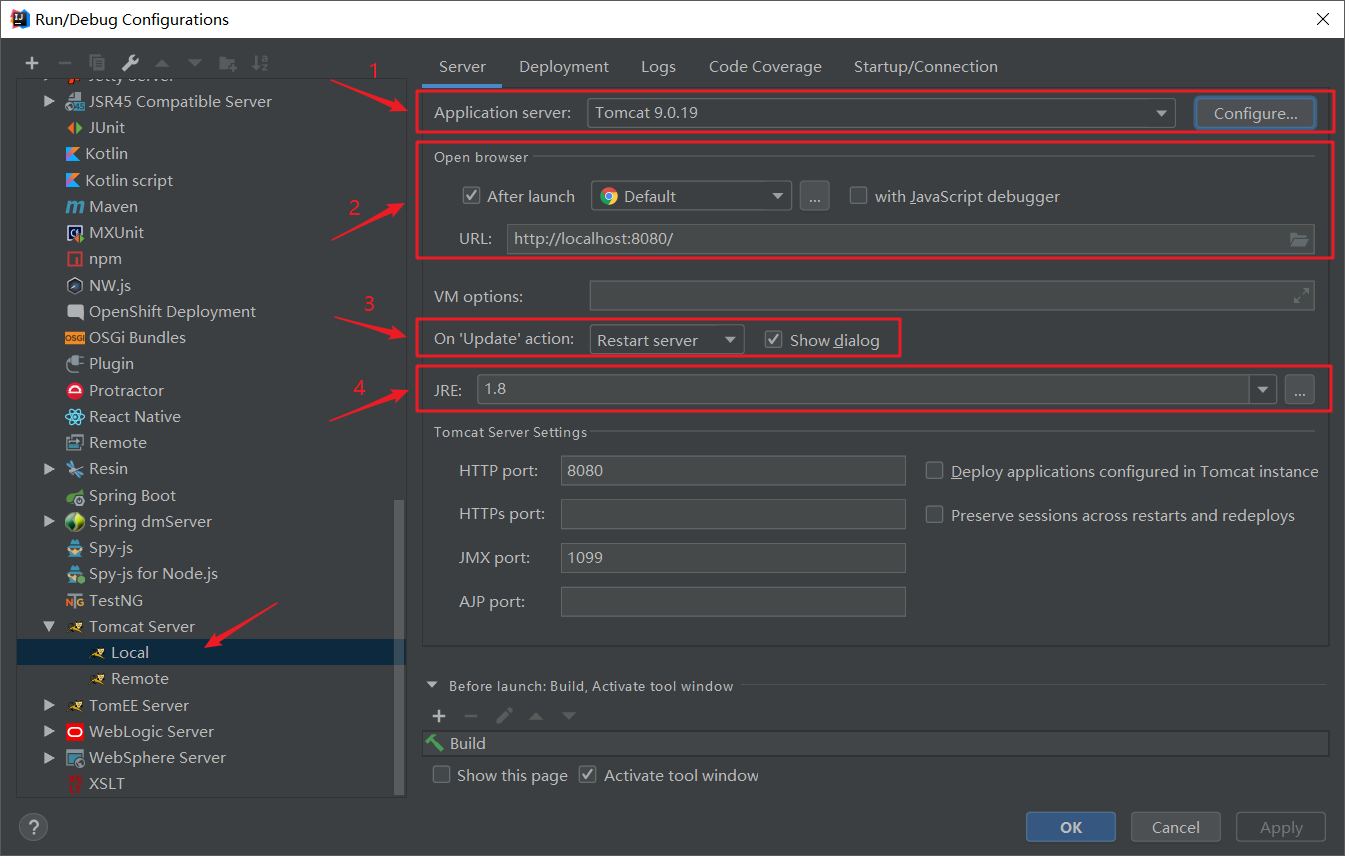 Run/Debug Configurations
Server Deployment Logs Code Coverage Startup/Connection
1
Application server: Tomcat 9.0.19 Configure...
Open browser
2
After launch Default ... with JavaScript debugger
URL: http://localhost:8080/
VM options:
3
On 'Update' action: Restart server Show dialog
4
JRE: 1.8 ...
Tomcat Server Settings
HTTP port: 8080 Deploy applications configured in Tomcat instance
HTTPs port: Preserve sessions across restarts and redeploys
JMX port: 1099
AJP port:
Before launch: Build, Activate tool window
Build
Show this page Activate tool window
Jetty Server
JSR45 Compatible Server
JUnit
Kotlin
Kotlin script
Maven
MXUnit
npm
NW.js
OpenShift Deployment
OSGi Bundles
Plugin
Protractor
React Native
Remote
Resin
Spring Boot
Spring dmServer
Spy-js
Spy-js for Node.js
TestNG
Tomcat Server
Local
Remote
TomEE Server
WebLogic Server
WebSphere Server
XSLT
?
OK Cancel Apply